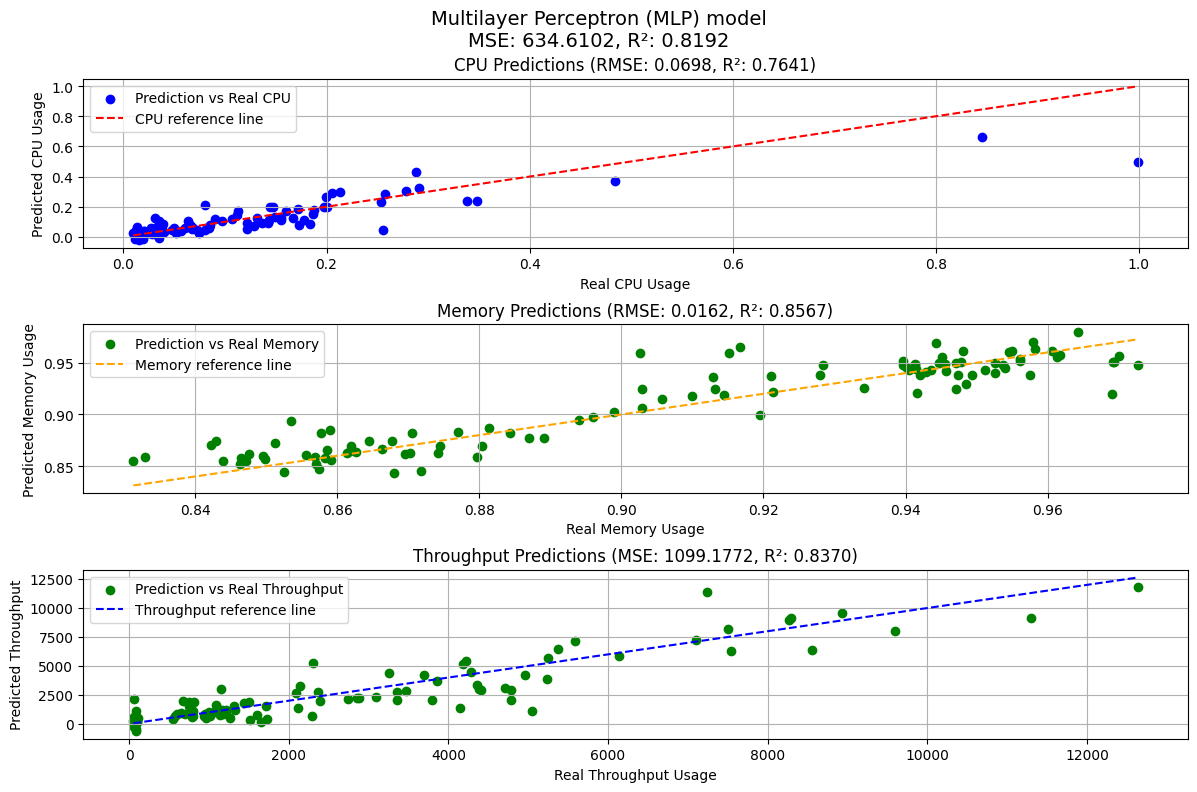 Multilayer Perceptron (MLP) model
MSE: 634.6102, R²: 0.8192
CPU Predictions (RMSE: 0.0698, R²: 0.7641)
Predicted CPU Usage
1.0
0.8
0.6
0.4
0.2
0.0
Prediction vs Real CPU
CPU reference line
0.0 0.2 0.4 0.6 0.8 1.0
Real CPU Usage
Memory Predictions (RMSE: 0.0162, R²: 0.8567)
Predicted Memory Usage
0.95
0.90
0.85
Prediction vs Real Memory
Memory reference line
0.84 0.86 0.88 0.90 0.92 0.94 0.96
Real Memory Usage
Throughput Predictions (MSE: 1099.1772, R²: 0.8370)
Predicted Throughput
12500
10000
7500
5000
2500
0
Prediction vs Real Throughput
Throughput reference line
0 2000 4000 6000 8000 10000 12000
Real Throughput Usage